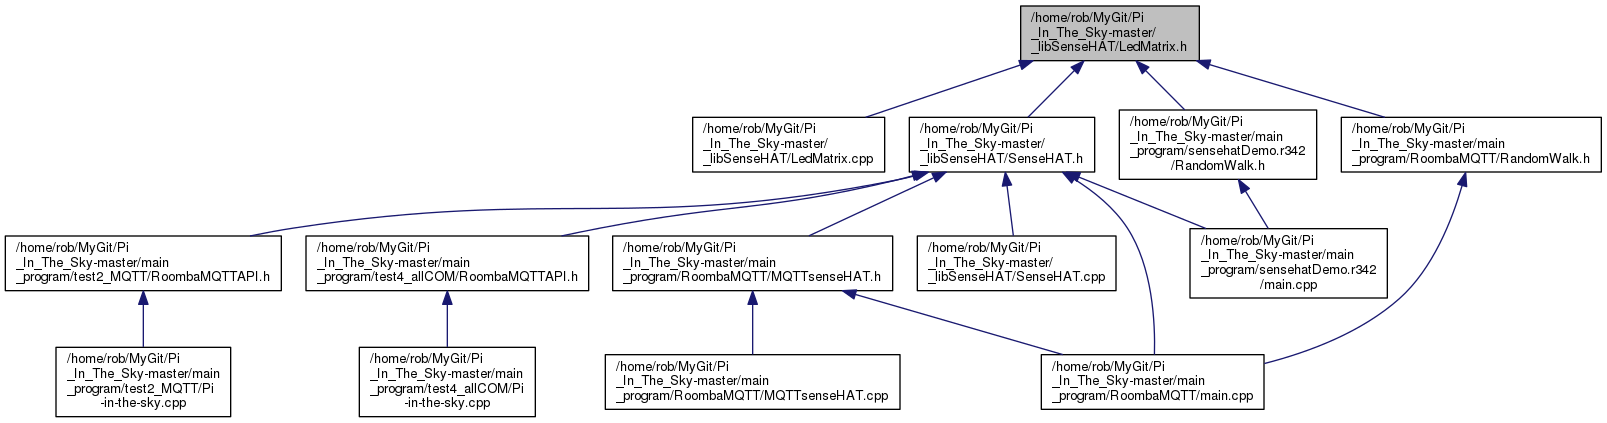 /home/rob/MyGit/Pi
_In_The_Sky-master/
_libSenseHAT/LedMatrix.h
/home/rob/MyGit/Pi
_In_The_Sky-master/
_libSenseHAT/LedMatrix.cpp
/home/rob/MyGit/Pi
_In_The_Sky-master/
_libSenseHAT/SenseHAT.h
/home/rob/MyGit/Pi
_In_The_Sky-master/main
_program/sensehatDemo.r342
/RandomWalk.h
/home/rob/MyGit/Pi
_In_The_Sky-master/main
_program/RoombaMQTT/RandomWalk.h
/home/rob/MyGit/Pi
_In_The_Sky-master/main
_program/test2_MQTT/RoombaMQTTAPI.h
/home/rob/MyGit/Pi
_In_The_Sky-master/main
_program/test4_allCOM/RoombaMQTTAPI.h
/home/rob/MyGit/Pi
_In_The_Sky-master/main
_program/RoombaMQTT/MQTTsenseHAT.h
/home/rob/MyGit/Pi
_In_The_Sky-master/
_libSenseHAT/SenseHAT.cpp
/home/rob/MyGit/Pi
_In_The_Sky-master/main
_program/sensehatDemo.r342
/main.cpp
/home/rob/MyGit/Pi
_In_The_Sky-master/main
_program/test2_MQTT/Pi
-in-the-sky.cpp
/home/rob/MyGit/Pi
_In_The_Sky-master/main
_program/test4_allCOM/Pi
-in-the-sky.cpp
/home/rob/MyGit/Pi
_In_The_Sky-master/main
_program/RoombaMQTT/MQTTsenseHAT.cpp
/home/rob/MyGit/Pi
_In_The_Sky-master/main
_program/RoombaMQTT/main.cpp